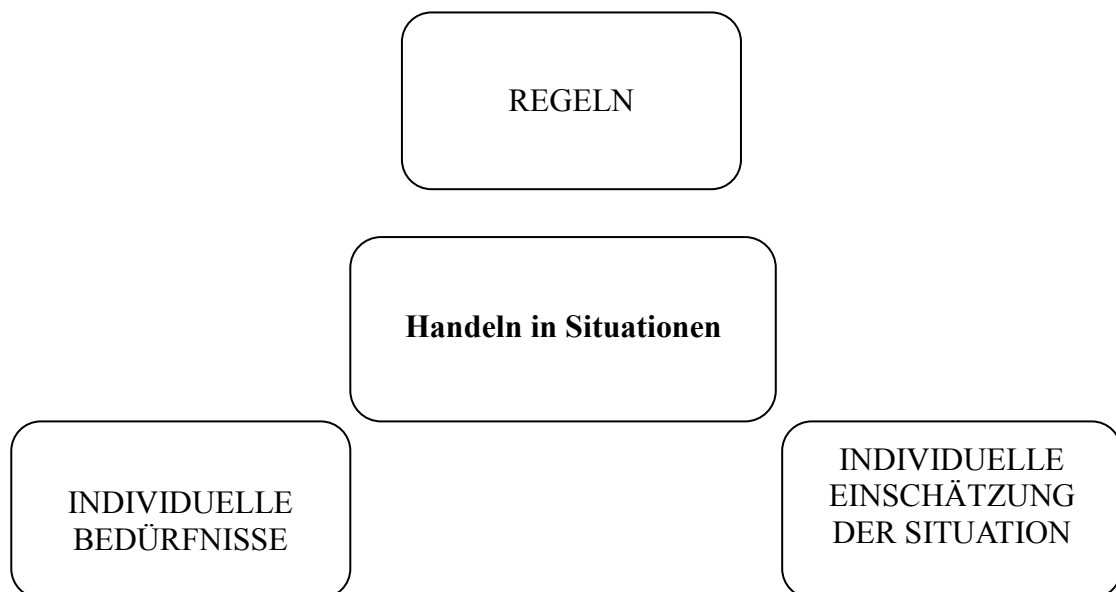 REGELN
Handeln in Situationen
INDIVIDUELLE
BEDÜRFNISSE
INDIVIDUELLE
EINSCHÄTZUNG
DER SITUATION